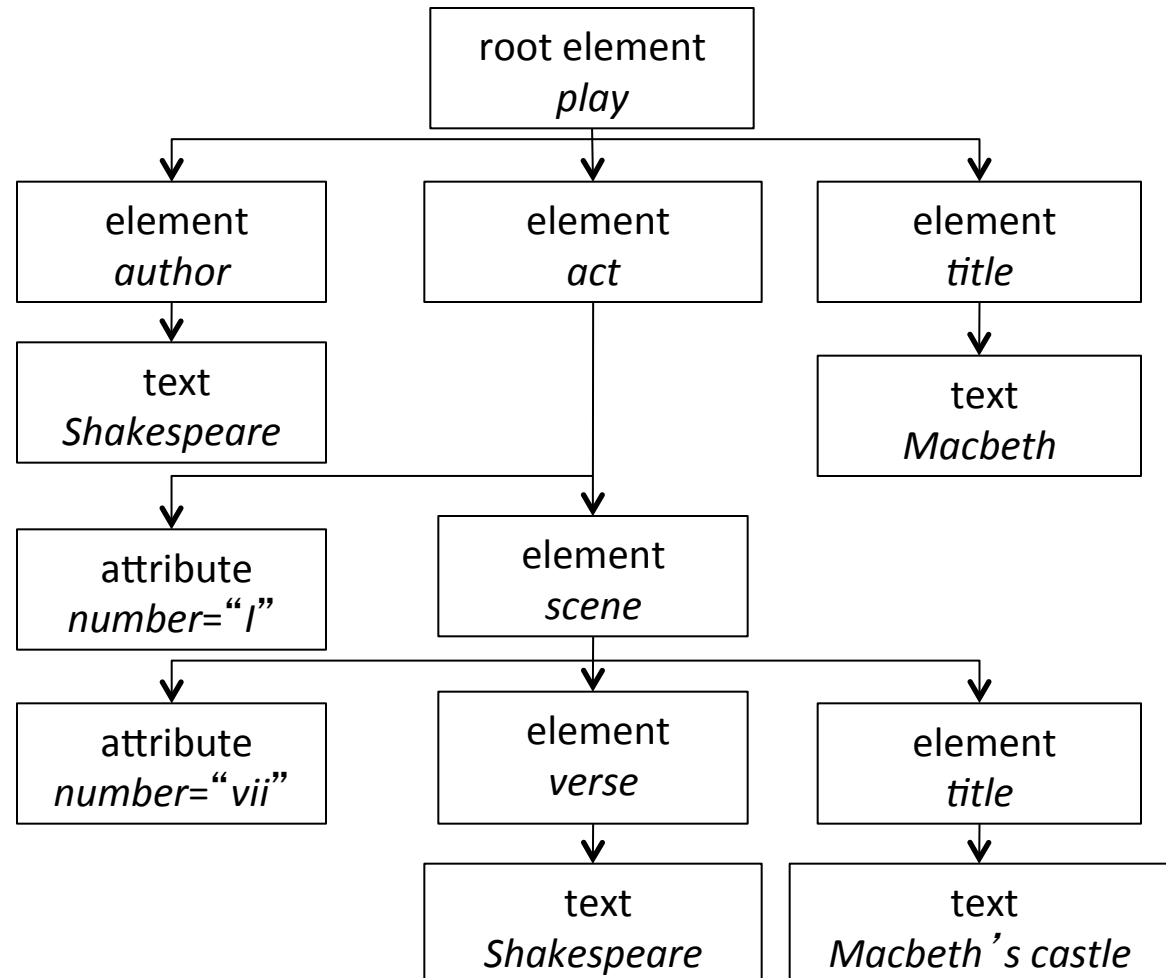 root element
play
element
author
element
act
element
title
text
Shakespeare
text
Macbeth
attribute
number=“I”
element
scene
attribute
number=“vii”
element
verse
element
title
text
Shakespeare
text
Macbeth’s castle